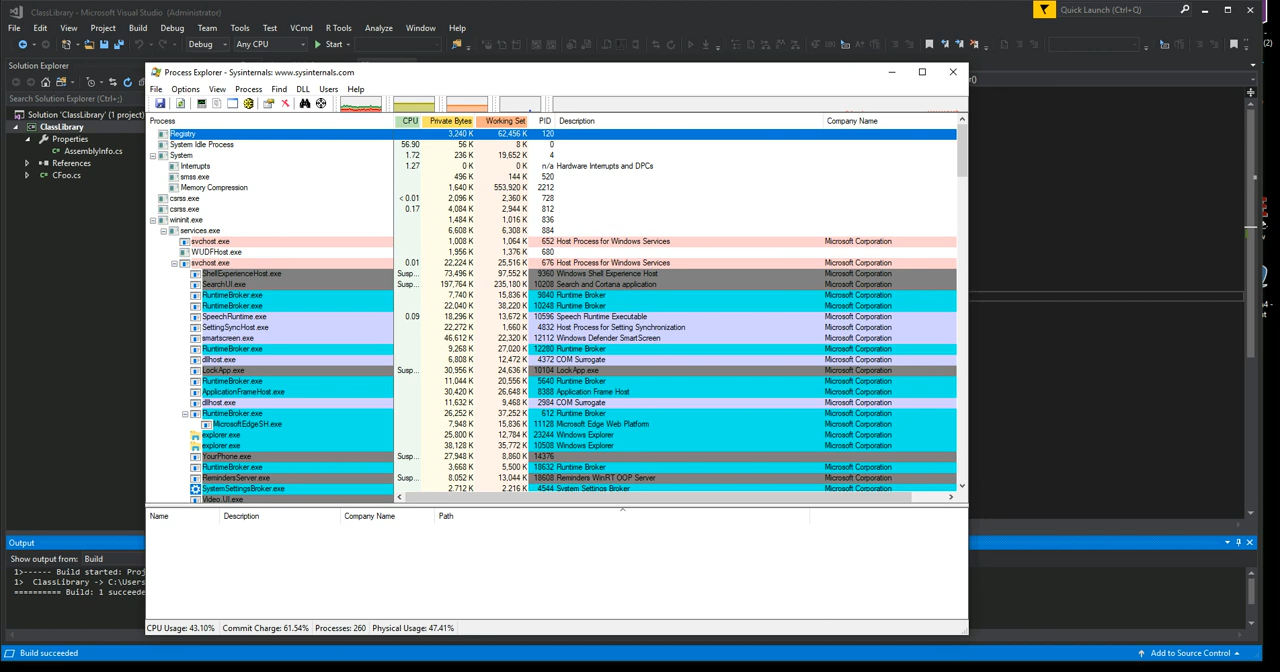 ClassLibrary - Microsoft Visual Studio (Administrator)
Quick Launch (Ctrl+Q)
File Edit View Project Build Debug Team Tools Test VCmd R Tools Analyze Window Help
Debug Any CPU Start
Solution Explorer
Search Solution Explorer (Ctrl+;)
Solution 'ClassLibrary' (1 project)
ClassLibrary
Properties
AssemblyInfo.cs
References
CFoo.cs
Process Explorer - Sysinternals: www.sysinternals.com
File Options View Process Find DLL Users Help
Process CPU Private Bytes Working Set PID Description Company Name
Registry 3,240 K 62,456 K 120
System Idle Process 56.90 56 K 8 K 0
System 1.72 236 K 19,652 K 4
Interrupts 1.27 0 K 0 K n/a Hardware Interrupts and DPCs
smss.exe 496 K 144 K 520
Memory Compression 1,640 K 553,920 K 2212
csrss.exe < 0.01 2,096 K 2,360 K 728
csrss.exe 0.17 4,084 K 2,944 K 812
wininit.exe 1,484 K 1,016 K 836
services.exe 6,608 K 6,308 K 884
svchost.exe 1,008 K 1,064 K 652 Host Process for Windows Services Microsoft Corporation
WUDFHost.exe 1,956 K 1,376 K 680
svchost.exe 0.01 22,224 K 25,516 K 676 Host Process for Windows Services Microsoft Corporation
ShellExperienceHost.exe Susp... 73,496 K 97,552 K 9360 Windows Shell Experience Host Microsoft Corporation
SearchUI.exe Susp... 197,764 K 235,180 K 10208 Search and Cortana application Microsoft Corporation
RuntimeBroker.exe 7,740 K 15,836 K 9840 Runtime Broker Microsoft Corporation
RuntimeBroker.exe 22,040 K 38,220 K 10248 Runtime Broker Microsoft Corporation
SpeechRuntime.exe 0.09 18,296 K 13,672 K 10596 Speech Runtime Executable Microsoft Corporation
SettingSyncHost.exe 22,272 K 1,660 K 4832 Host Process for Setting Synchronization Microsoft Corporation
smartscreen.exe 46,612 K 22,320 K 12112 Windows Defender SmartScreen Microsoft Corporation
RuntimeBroker.exe 9,268 K 27,020 K 12280 Runtime Broker Microsoft Corporation
dllhost.exe 6,808 K 12,472 K 4372 COM Surrogate Microsoft Corporation
LockApp.exe Susp... 30,956 K 24,636 K 10104 LockApp.exe Microsoft Corporation
RuntimeBroker.exe 11,044 K 20,556 K 5640 Runtime Broker Microsoft Corporation
ApplicationFrameHost.exe 30,420 K 26,648 K 8388 Application Frame Host Microsoft Corporation
dllhost.exe 11,632 K 9,468 K 2984 COM Surrogate Microsoft Corporation
RuntimeBroker.exe 26,252 K 37,252 K 612 Runtime Broker Microsoft Corporation
MicrosoftEdgeSH.exe 7,948 K 15,836 K 11128 Microsoft Edge Web Platform Microsoft Corporation
explorer.exe 25,800 K 12,784 K 23244 Windows Explorer Microsoft Corporation
explorer.exe 38,128 K 35,772 K 10508 Windows Explorer Microsoft Corporation
YourPhone.exe Susp... 27,948 K 8,860 K 14376
RuntimeBroker.exe 3,668 K 5,500 K 18632 Runtime Broker Microsoft Corporation
RemindersServer.exe Susp... 8,052 K 13,044 K 18608 Reminders WinRT OOP Server Microsoft Corporation
SystemSettingsBroker.exe 2,712 K 2,216 K 4544 System Settings Broker Microsoft Corporation
Video.UI.exe
Name Description Company Name Path
CPU Usage: 43.10% Commit Charge: 61.54% Processes: 260 Physical Usage: 47.41%
Output
Show output from: Build
1>------ Build started: Proj
1> ClassLibrary -> C:\Users
========== Build: 1 succeede
Build succeeded
Add to Source Control